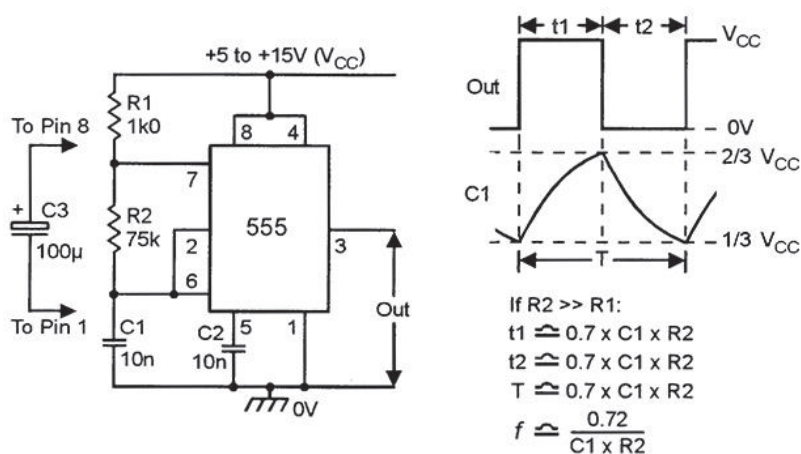 +5 to +15V (VCC)
R1
1k0
To Pin 8
8
4
7
+
C3
100µ
R2
75k
555
2
6
3
Out
To Pin 1
C1
10n
C2
10n
5
1
0V
t1
t2
VCC
Out
0V
2/3 VCC
C1
1/3 VCC
T
If R2 >> R1:
t1 ≏ 0.7 x C1 x R2
t2 ≏ 0.7 x C1 x R2
T ≏ 0.7 x C1 x R2
f ≏ 0.72
C1 x R2